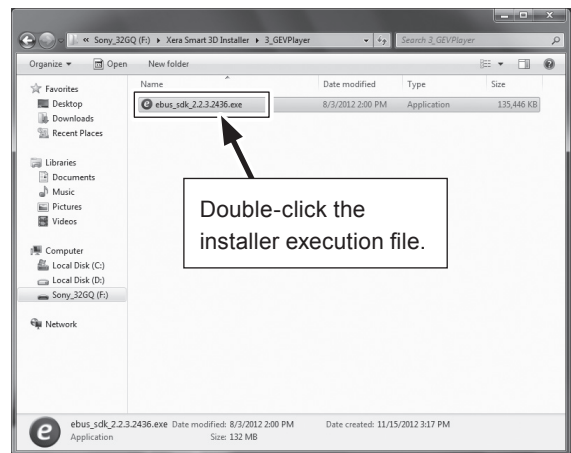 « Sony_32GQ (F:) ▸ Xera Smart 3D Installer ▸ 3_GEVPlayer
Search 3_GEVPlayer
Organize ▾ Open New folder
Name Date modified Type Size
ebus_sdk_2.2.3.2436.exe 8/3/2012 2:00 PM Application 135,446 KB
Favorites
Desktop
Downloads
Recent Places
Libraries
Documents
Music
Pictures
Videos
Computer
Local Disk (C:)
Local Disk (D:)
Sony_32GQ (F:)
Network
Double-click the
installer execution file.
ebus_sdk_2.2.3.2436.exe Date modified: 8/3/2012 2:00 PM Date created: 11/15/2012 3:17 PM
Application Size: 132 MB